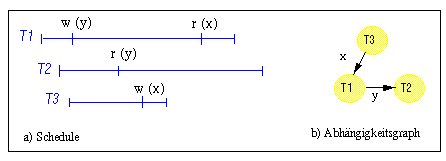 w (y) r (x)
T1
r (y)
T2
w (x)
T3
a) Schedule
T3
x
T1 T2
y
b) Abhängigkeitsgraph